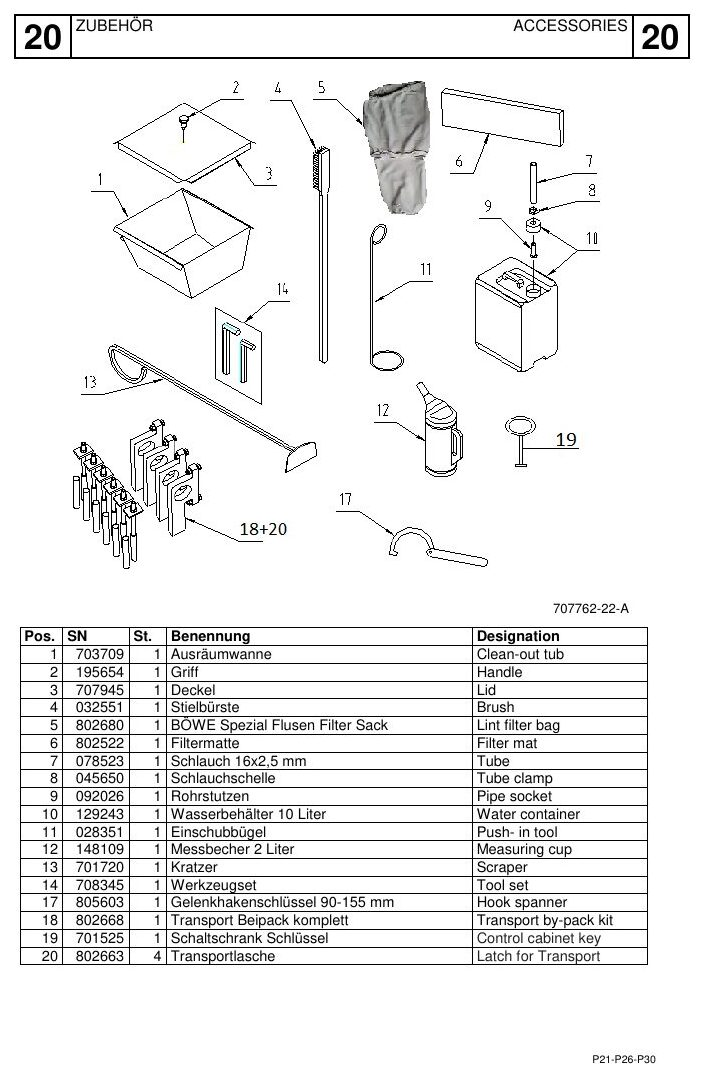 20 ZUBEHÖR ACCESSORIES 20
2 4 5
6 7
3 8
1 9
10
14 11
13 12
19
17
18+20
707762-22-A
Pos. SN St. Benennung Designation
1 703709 1 Ausräumwanne Clean-out tub
2 195654 1 Griff Handle
3 707945 1 Deckel Lid
4 032551 1 Stielbürste Brush
5 802680 1 BÖWE Spezial Flusen Filter Sack Lint filter bag
6 802522 1 Filtermatte Filter mat
7 078523 1 Schlauch 16x2,5 mm Tube
8 045650 1 Schlauchschelle Tube clamp
9 092026 1 Rohrstutzen Pipe socket
10 129243 1 Wasserbehälter 10 Liter Water container
11 028351 1 Einschubbügel Push- in tool
12 148109 1 Messbecher 2 Liter Measuring cup
13 701720 1 Kratzer Scraper
14 708345 1 Werkzeugset Tool set
17 805603 1 Gelenkhakenschlüssel 90-155 mm Hook spanner
18 802668 1 Transport Beipack komplett Transport by-pack kit
19 701525 1 Schaltschrank Schlüssel Control cabinet key
20 802663 4 Transportlasche Latch for Transport
P21-P26-P30